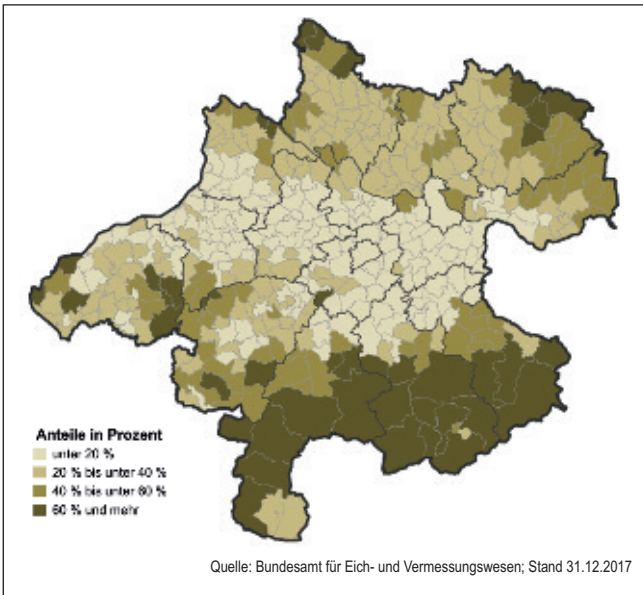 Anteile in Prozent
unter 20 %
20 % bis unter 40 %
40 % bis unter 60 %
60 % und mehr
Quelle: Bundesamt für Eich- und Vermessungswesen; Stand 31.12.2017